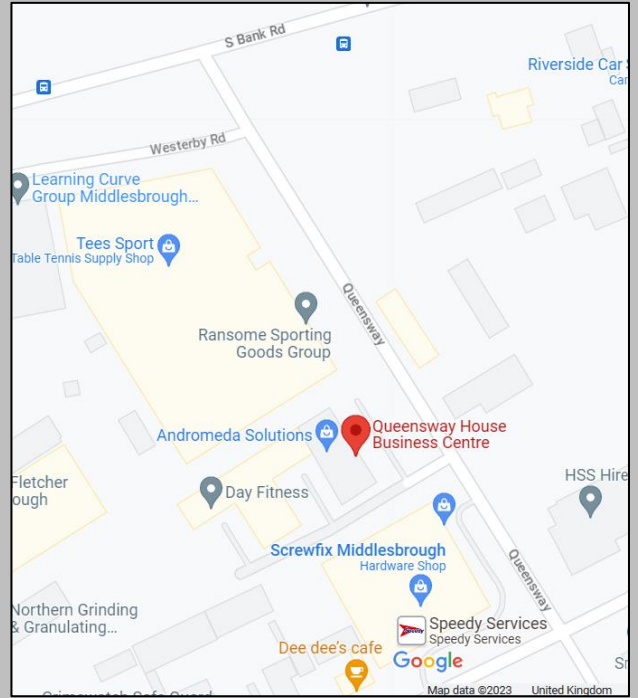 S Bank Rd
Riverside Car
Car
Westerby Rd
Learning Curve
Group Middlesbrough...
Tees Sport
Table Tennis Supply Shop
Queensway
Ransome Sporting
Goods Group
Queensway House
Business Centre
Andromeda Solutions
HSS Hire
Fletcher
ough
Day Fitness
Screwfix Middlesbrough
Hardware Shop
Queensway
Northern Grinding
& Granulating...
Speedy
Speedy Services
Speedy Services
Dee dee's cafe
Google
Map data ©2023 United Kingdom